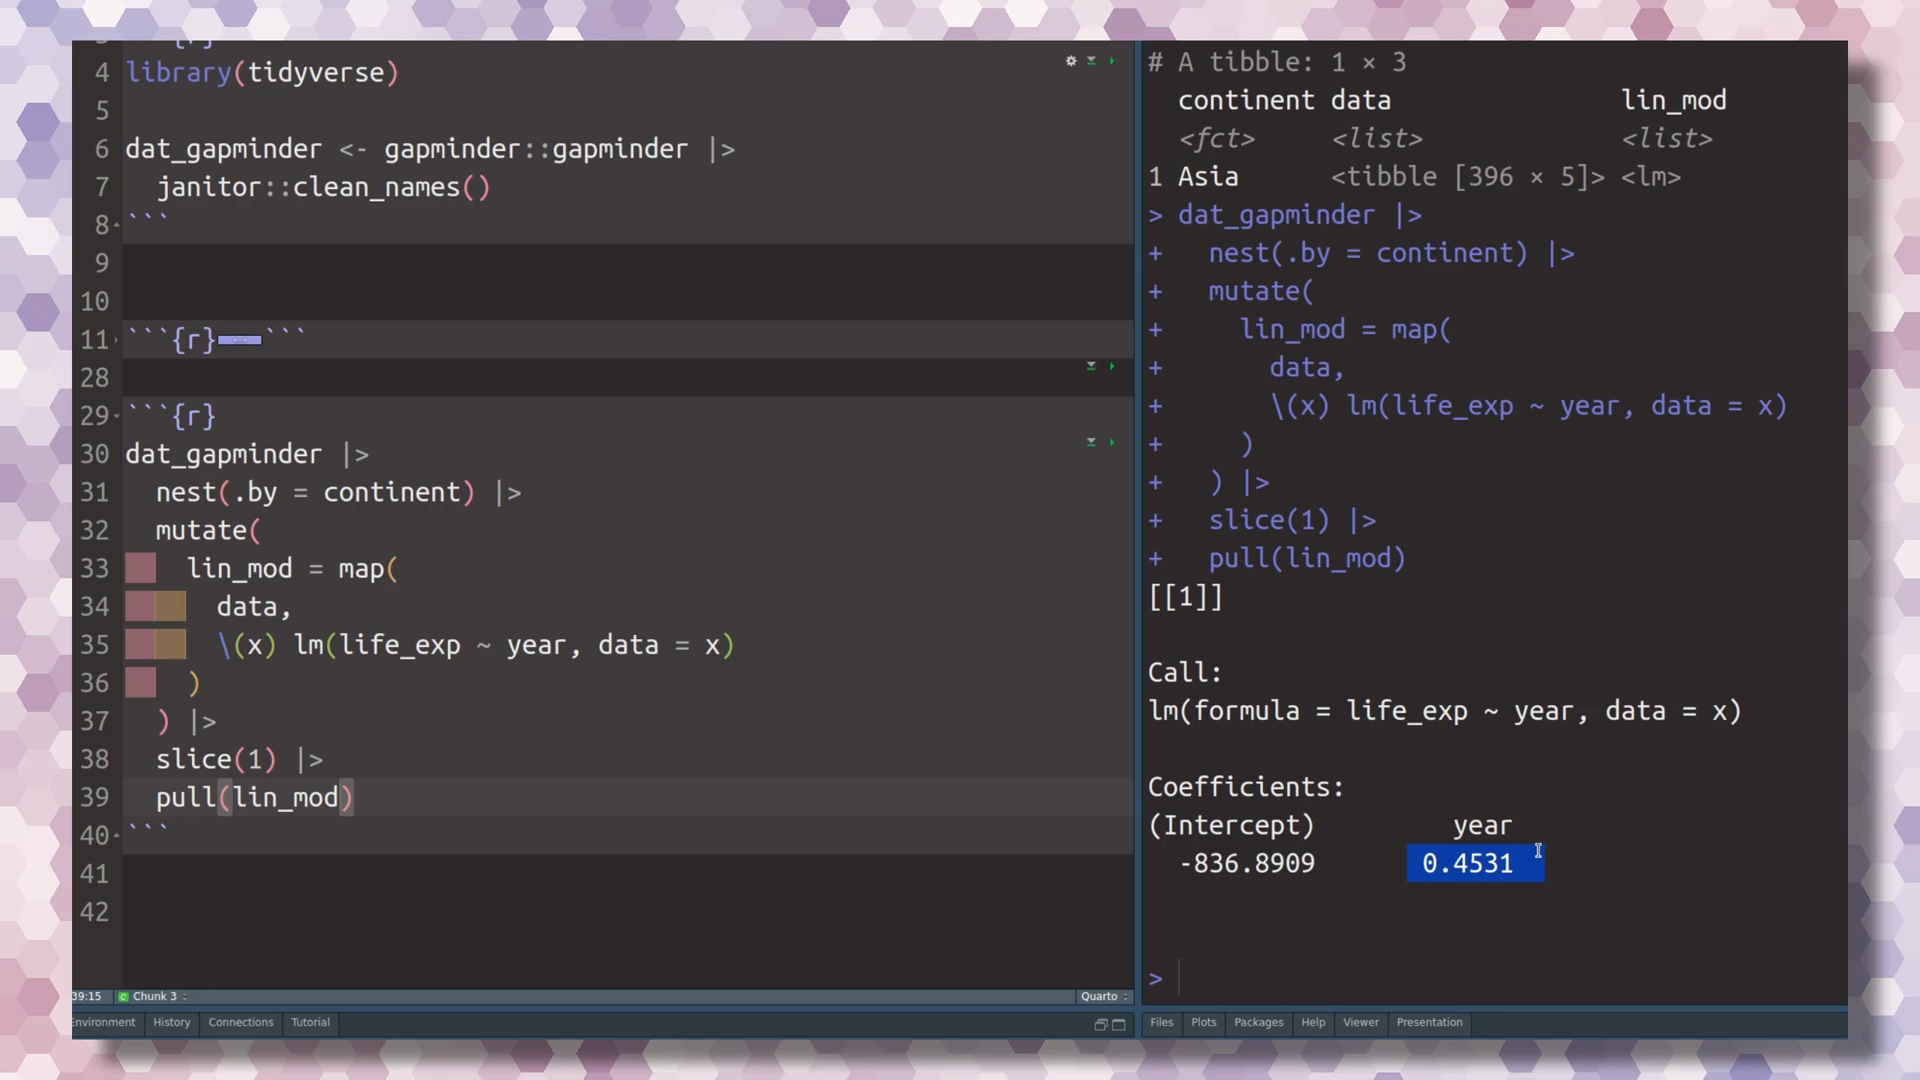 3 ```{r}
4 library(tidyverse)
5
6 dat_gapminder <- gapminder::gapminder |>
7 janitor::clean_names()
8 ```
9
10
11 ```{r} ```
28
29 ```{r}
30 dat_gapminder |>
31 nest(.by = continent) |>
32 mutate(
33 lin_mod = map(
34 data,
35 \(x) lm(life_exp ~ year, data = x)
36 )
37 ) |>
38 slice(1) |>
39 pull(lin_mod)
40 ```
41
42
39:15 Chunk 3 Quarto
nvironment History Connections Tutorial
# A tibble: 1 × 3
continent data lin_mod
<fct> <list> <list>
1 Asia <tibble [396 × 5]> <lm>
> dat_gapminder |>
+ nest(.by = continent) |>
+ mutate(
+ lin_mod = map(
+ data,
+ \(x) lm(life_exp ~ year, data = x)
+ )
+ ) |>
+ slice(1) |>
+ pull(lin_mod)
[[1]]
Call:
lm(formula = life_exp ~ year, data = x)
Coefficients:
(Intercept) year
-836.8909 0.4531
>
Files Plots Packages Help Viewer Presentation